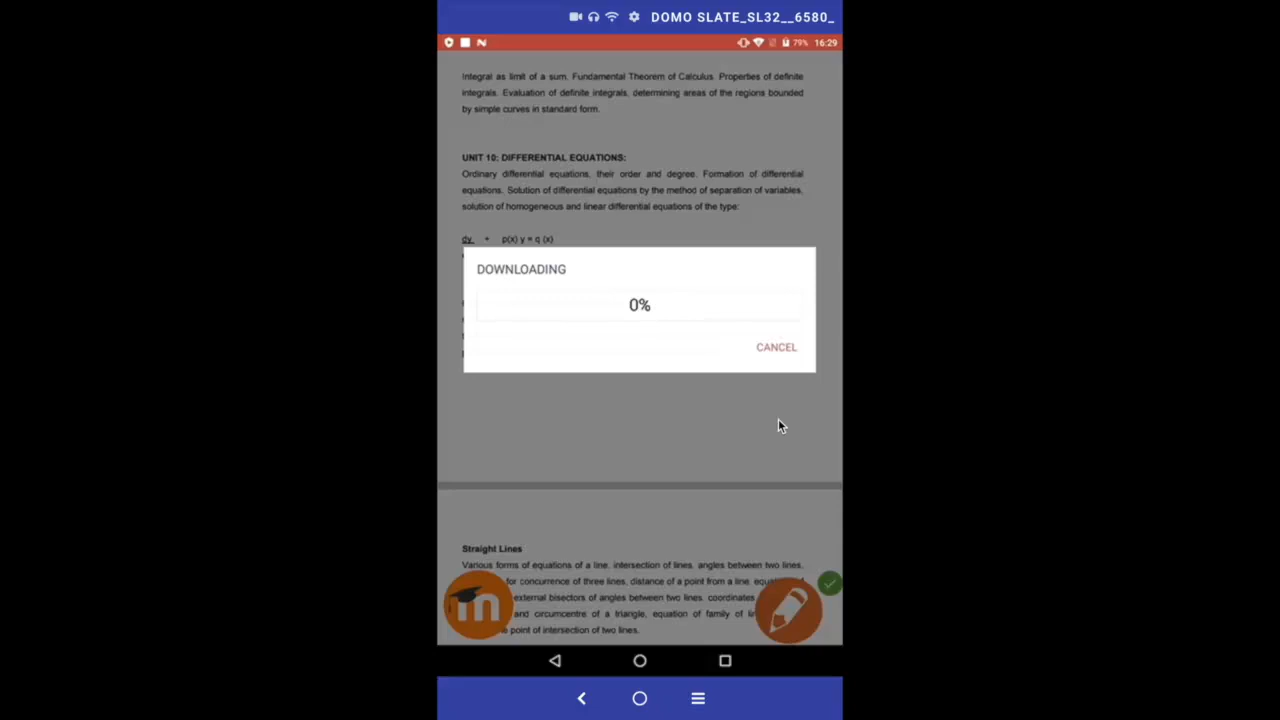 DOMO SLATE_SL32__6580_
79% 16:29
Integral as limit of a sum. Fundamental Theorem of Calculus. Properties of definite
integrals. Evaluation of definite integrals, determining areas of the regions bounded
by simple curves in standard form.
UNIT 10: DIFFERENTIAL EQUATIONS:
Ordinary differential equations, their order and degree. Formation of differential
equations. Solution of differential equations by the method of separation of variables,
solution of homogeneous and linear differential equations of the type:
dy + p(x) y = q (x)
DOWNLOADING
0%
CANCEL
Straight Lines
Various forms of equations of a line, intersection of lines, angles between two lines,
for concurrence of three lines, distance of a point from a line,
external bisectors of angles between two lines, coordinates
and circumcentre of a triangle, equation of family of
point of intersection of two lines.
m